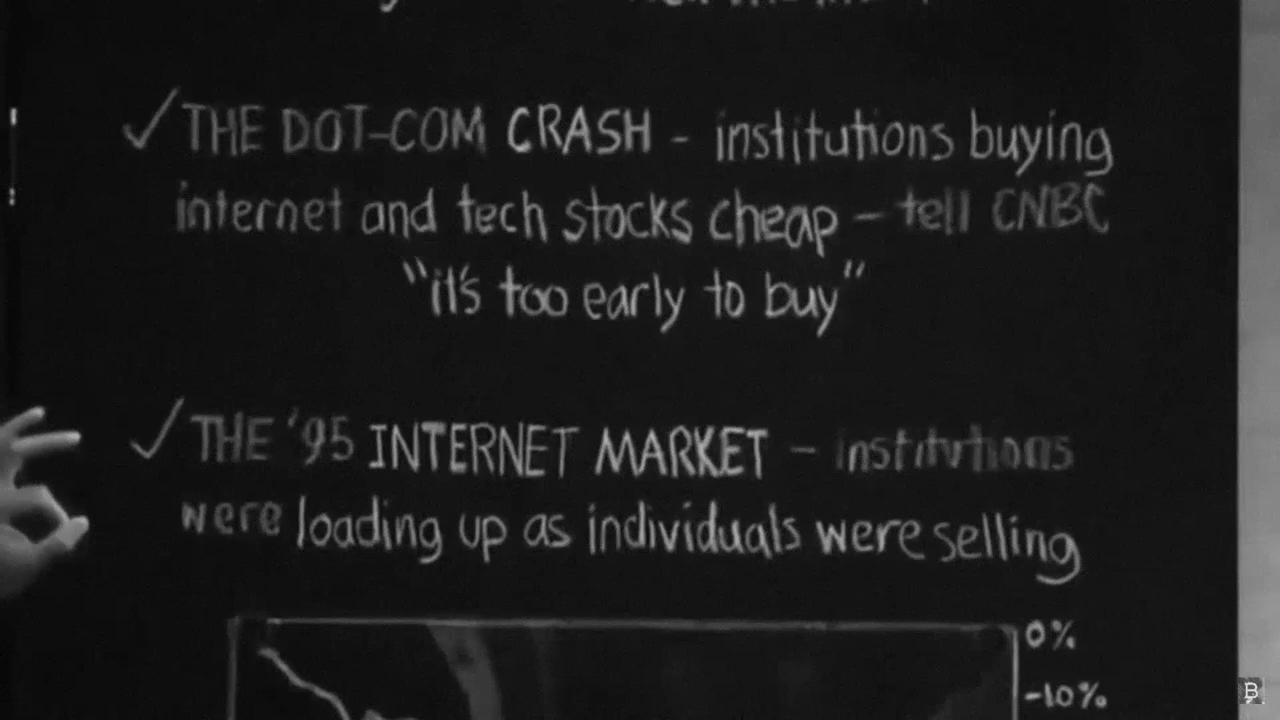 ✓ THE DOT-COM CRASH - institutions buying
internet and tech stocks cheap - tell CNBC
"it's too early to buy"
✓ THE '95 INTERNET MARKET - institutions
were loading up as individuals were selling
0%
-10%
B